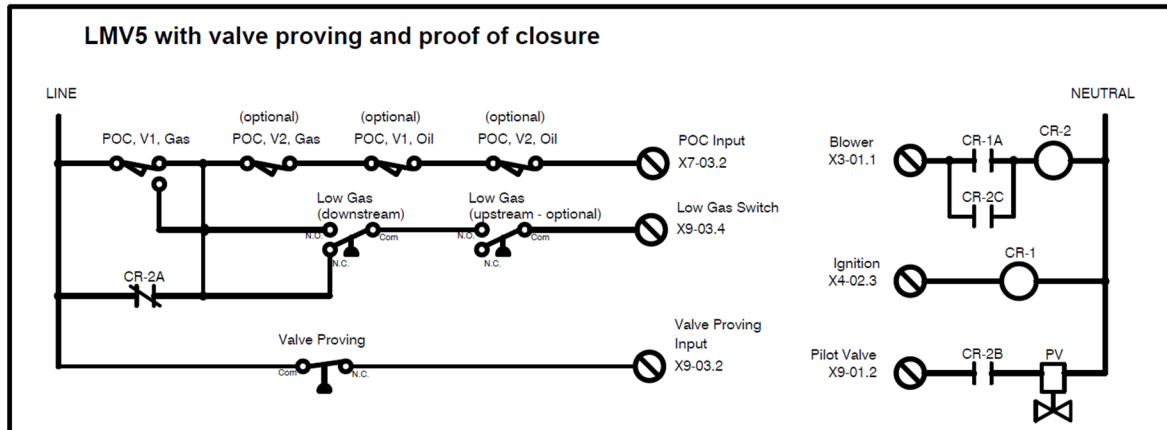 LMV5 with valve proving and proof of closure
LINE
NEUTRAL
(optional)
(optional)
(optional)
POC, V1, Gas
POC, V2, Gas
POC, V1, Oil
POC, V2, Oil
POC Input
X7-03.2
Low Gas
(downstream)
Low Gas
(upstream - optional)
Low Gas Switch
X9-03.4
N.O.
Com
N.C.
N.O.
Com
N.C.
CR-2A
Valve Proving
Com
N.C.
Valve Proving
Input
X9-03.2
Blower
X3-01.1
CR-1A
CR-2
CR-2C
Ignition
X4-02.3
CR-1
Pilot Valve
X9-01.2
CR-2B
PV